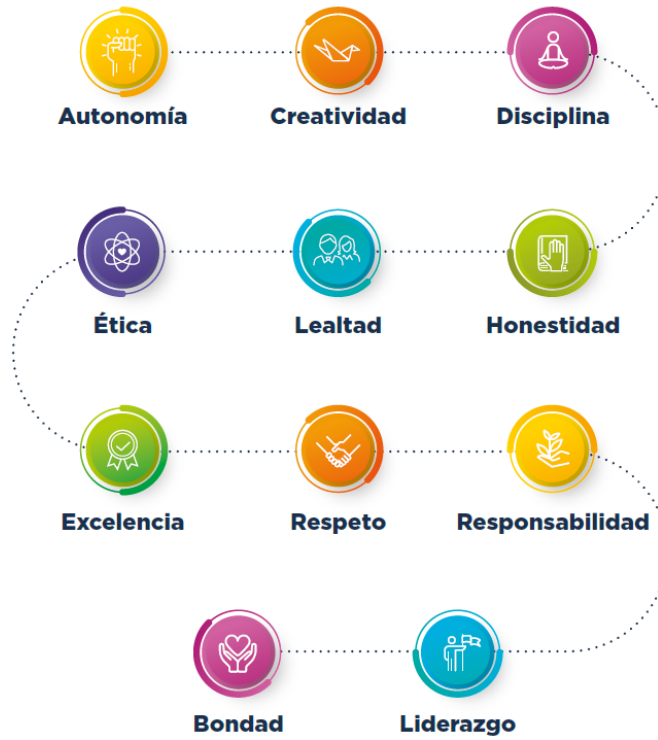 Autonomía
Creatividad
Disciplina
Ética
Lealtad
Honestidad
Excelencia
Respeto
Responsabilidad
Bondad
Liderazgo